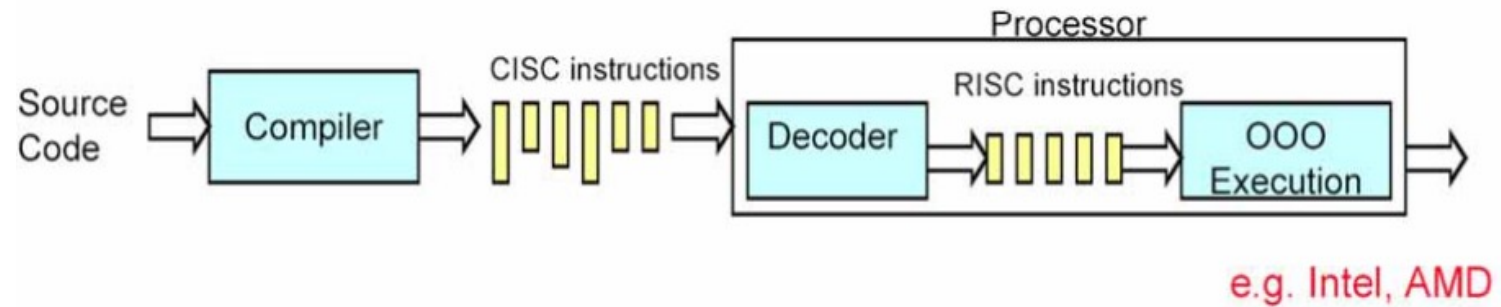 Processor
CISC instructions
RISC instructions
Source
Code
Compiler
Decoder
OOO
Execution
e.g. Intel, AMD